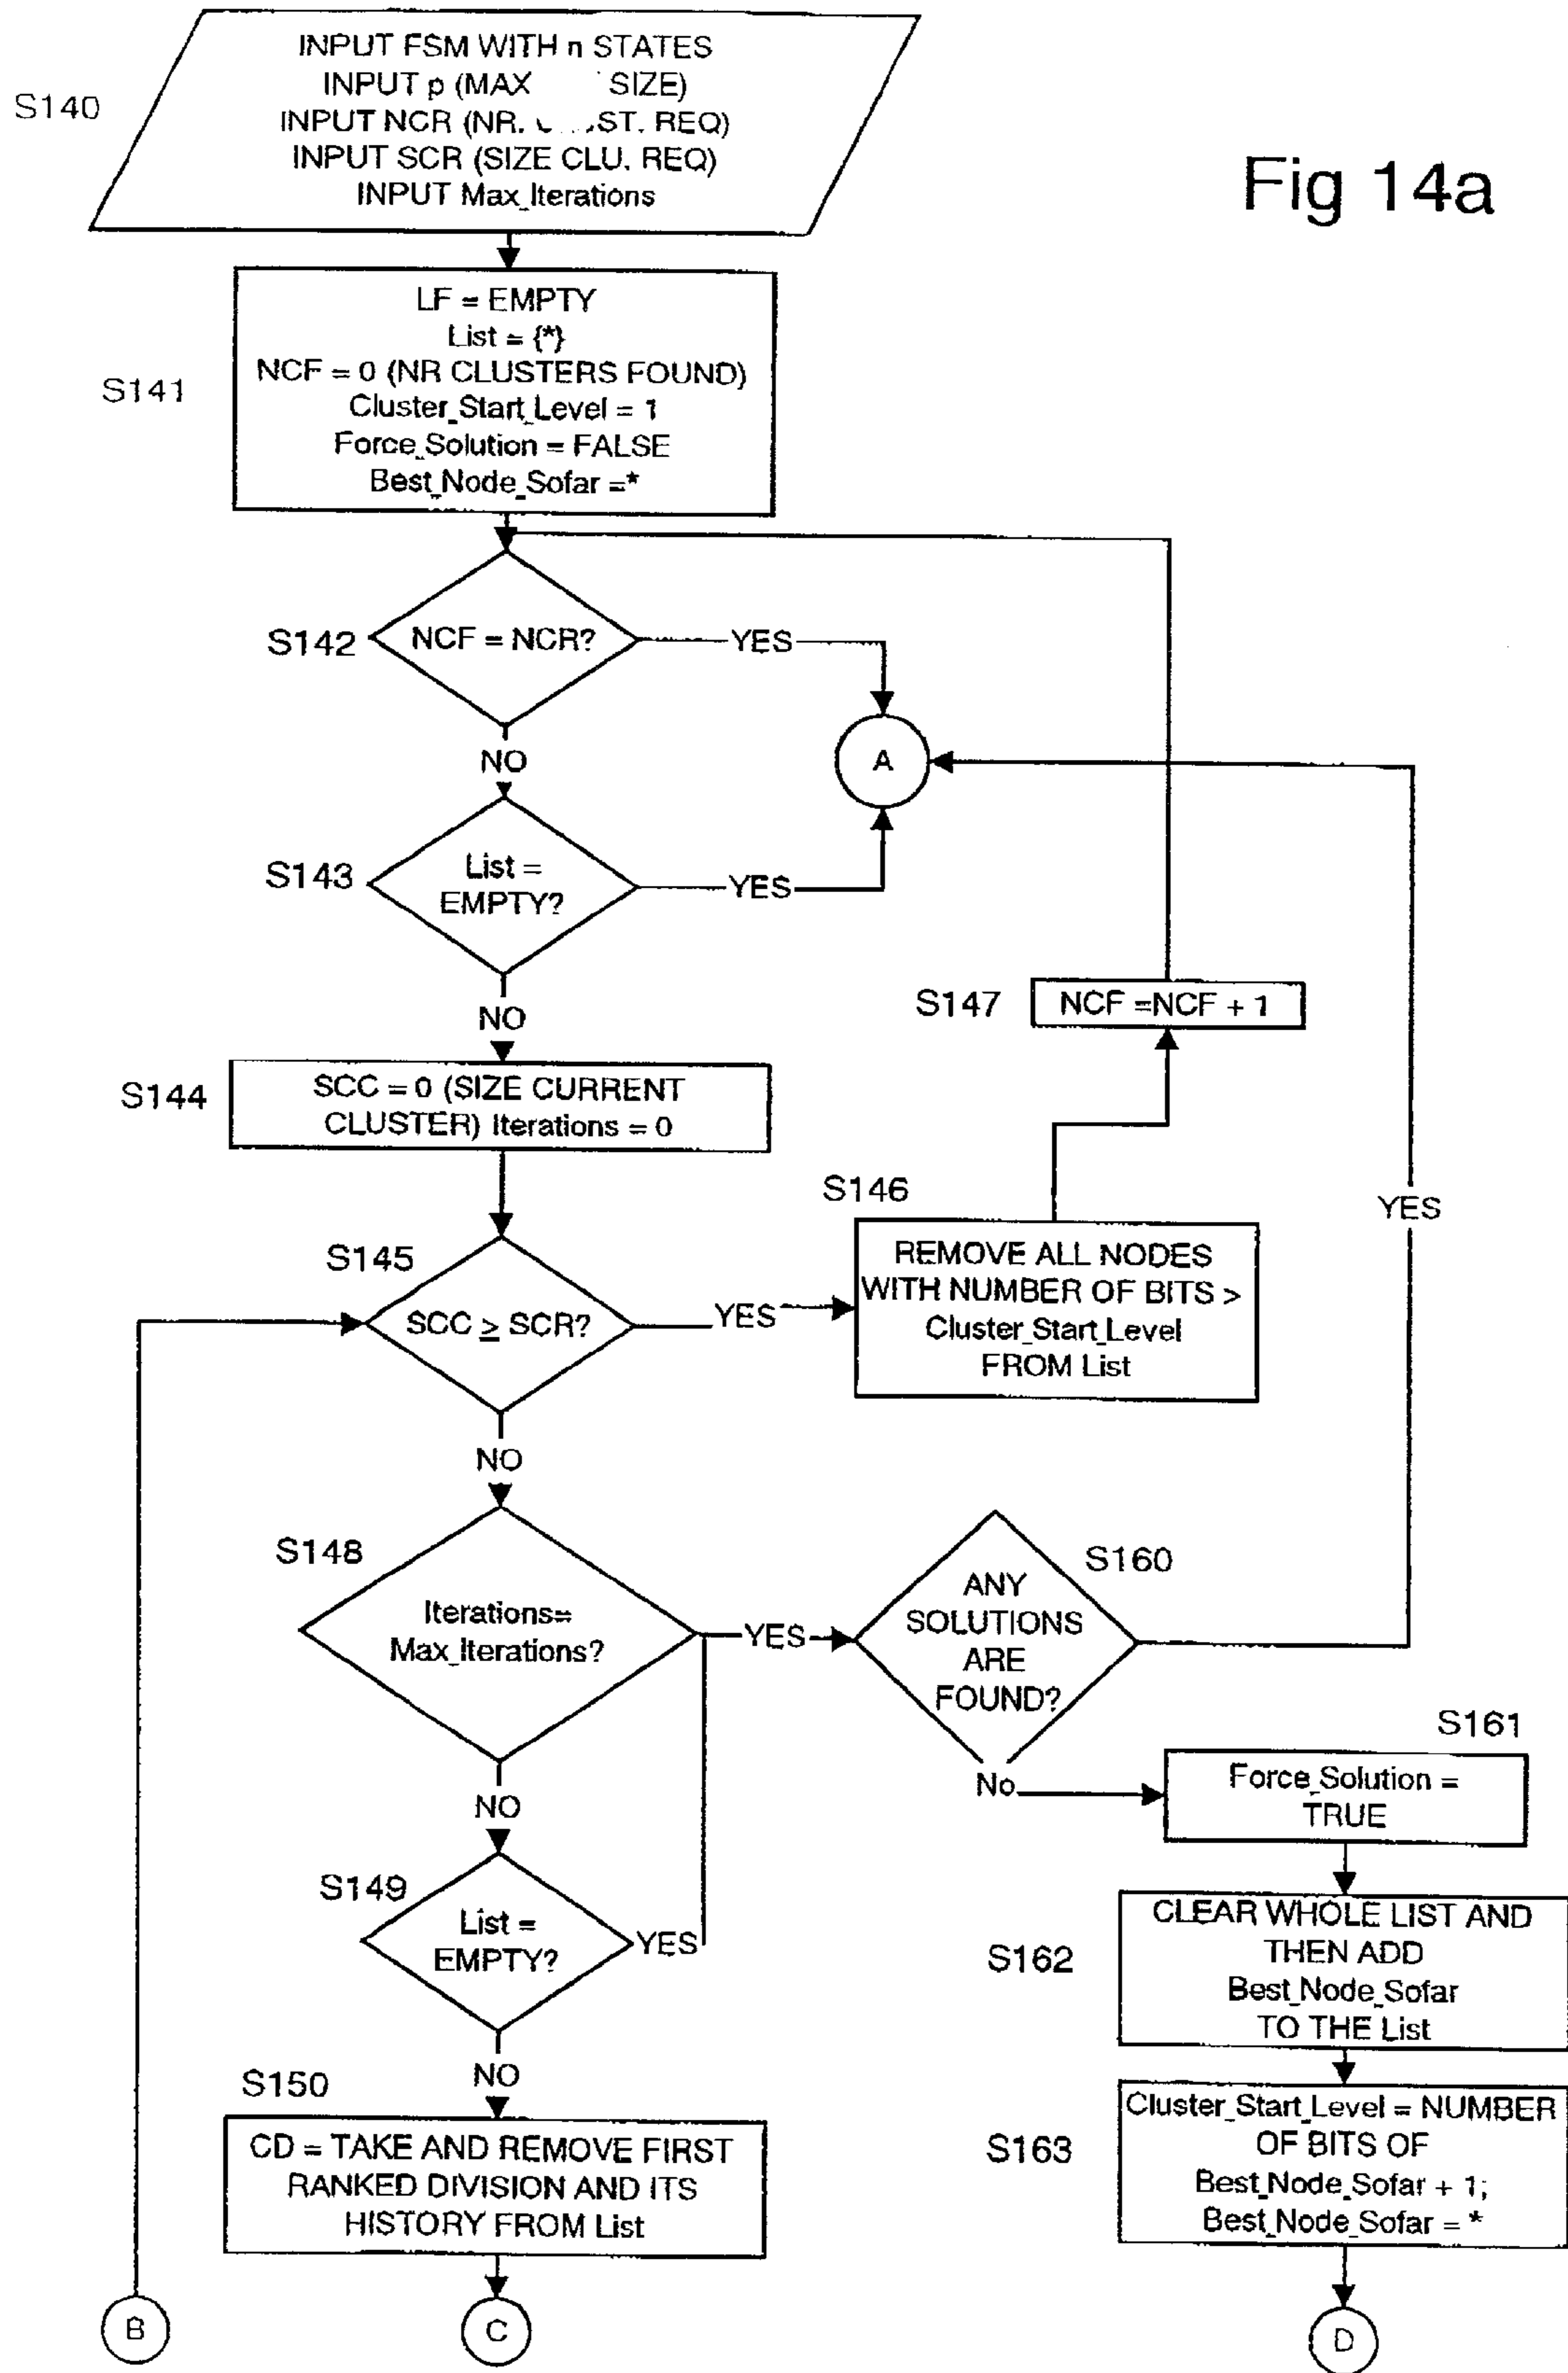 S140
INPUT FSM WITH n STATES
INPUT p (MAX SIZE)
INPUT NCR (NR. REQ)
INPUT SCR (SIZE CLU. REQ)
INPUT Max_Iterations
Fig 14a
S141
LF = EMPTY
List = {*}
NCF = 0 (NR CLUSTERS FOUND)
Cluster_Start_Level = 1
Force_Solution = FALSE
Best_Node_Sofar =*
S142
NCF = NCR?
YES
NO
A
S143
List =
EMPTY?
YES
NO
S147
NCF =NCF + 1
S144
SCC = 0 (SIZE CURRENT
CLUSTER) Iterations = 0
S146
REMOVE ALL NODES
WITH NUMBER OF BITS >
Cluster_Start_Level
FROM List
YES
S145
SCC ≥ SCR?
YES
NO
S148
Iterations=
Max_Iterations?
YES
NO
S160
ANY
SOLUTIONS
ARE
FOUND?
No
S161
Force_Solution =
TRUE
S149
List =
EMPTY?
YES
NO
S162
CLEAR WHOLE LIST AND
THEN ADD
Best_Node_Sofar
TO THE List
S150
CD = TAKE AND REMOVE FIRST
RANKED DIVISION AND ITS
HISTORY FROM List
S163
Cluster_Start_Level = NUMBER
OF BITS OF
Best_Node_Sofar + 1;
Best_Node_Sofar = *
B
C
D